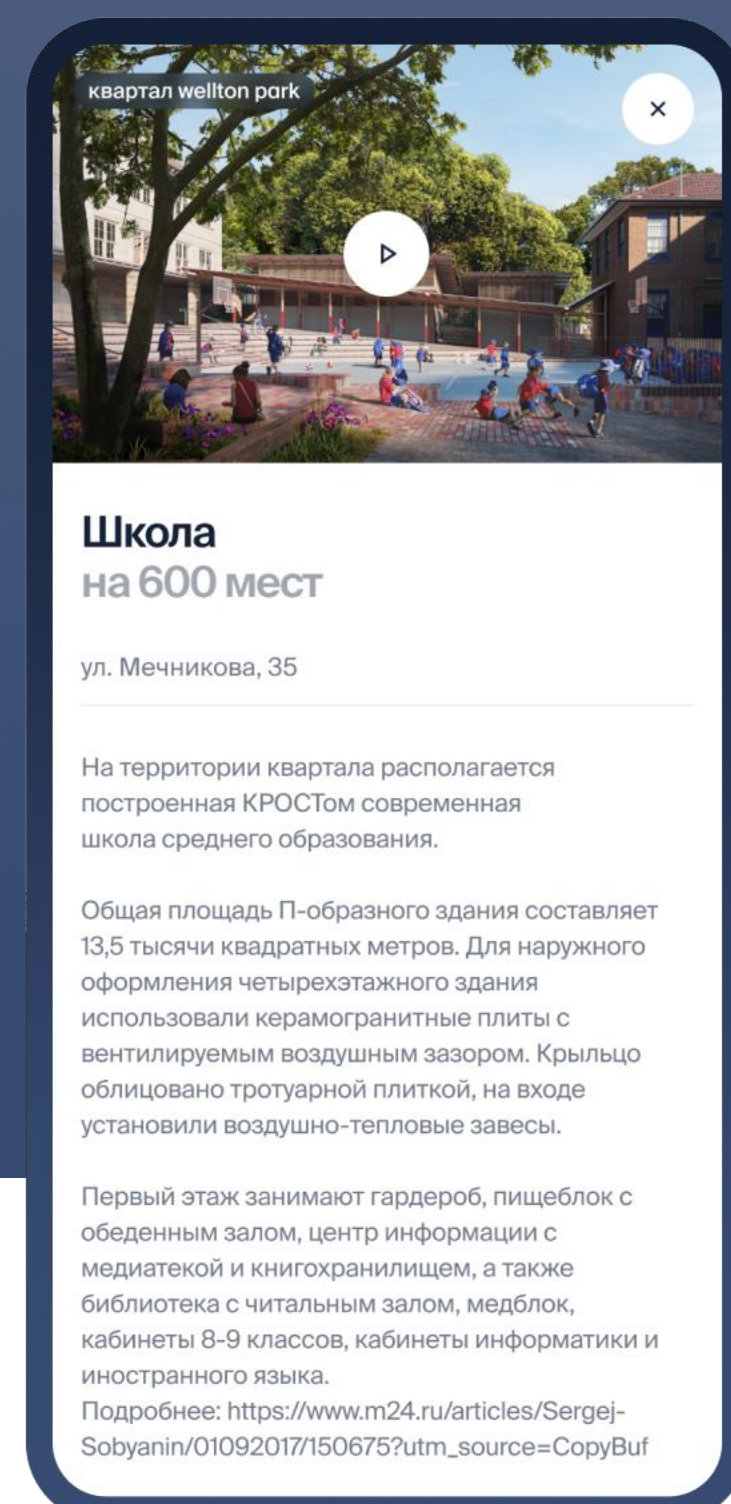 квартал wellton park
Школа
на 600 мест
ул. Мечникова, 35
На территории квартала располагается
построенная КРОСТом современная
школа среднего образования.
Общая площадь П-образного здания составляет
13,5 тысячи квадратных метров. Для наружного
оформления четырехэтажного здания
использовали керамогранитные плиты с
вентилируемым воздушным зазором. Крыльцо
облицовано тротуарной плиткой, на входе
установили воздушно-тепловые завесы.
Первый этаж занимают гардероб, пищеблок с
обеденным залом, центр информации с
медиатекой и книгохранилищем, а также
библиотека с читальным залом, медблок,
кабинеты 8-9 классов, кабинеты информатики и
иностранного языка.
Подробнее: https://www.m24.ru/articles/Sergej-
Sobyanin/01092017/150675?utm_source=CopyBuf